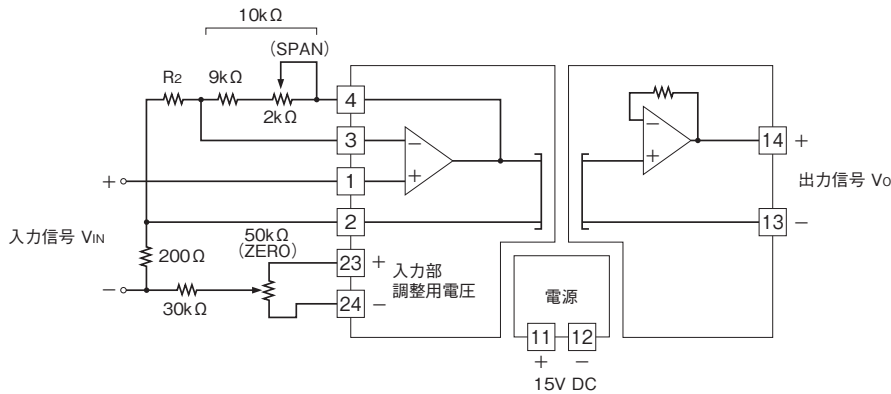 10kΩ
(SPAN)
R2
9kΩ
2kΩ
4
3
1
2
23
24
−
+
+
入力信号 VIN
−
200Ω
50kΩ
(ZERO)
30kΩ
+
−
入力部
調整用電圧
電源
11
12
+
−
15V DC
−
+
14
+
13
−
出力信号 Vo